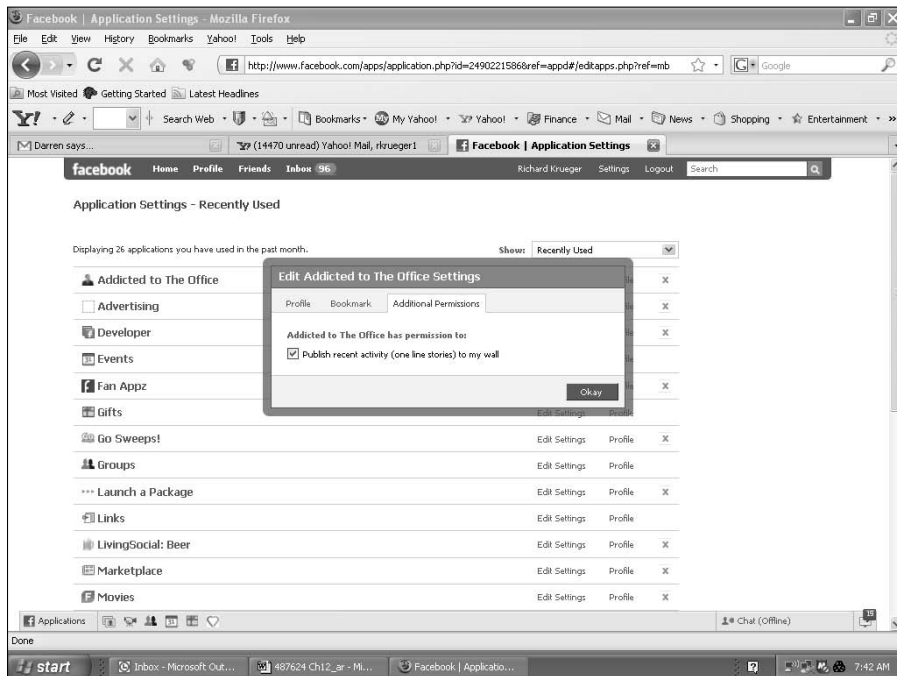 Facebook | Application Settings - Mozilla Firefox
File Edit View History Bookmarks Yahoo! Tools Help
http://www.facebook.com/apps/application.php?id=2490221586&ref=appd#/editapps.php?ref=mb
Google
Most Visited Getting Started Latest Headlines
Y! Search Web Bookmarks My Yahoo! Yahoo! Finance Mail News Shopping Entertainment »
Darren says... (14470 unread) Yahoo! Mail, rkrueger1 Facebook | Application Settings
facebook Home Profile Friends Inbox 96 Richard Krueger Settings Logout Search
Application Settings - Recently Used
Displaying 26 applications you have used in the past month. Show: Recently Used
Addicted to The Office
Advertising
Developer
Events
Fan Appz
Gifts Edit Settings Profile
Go Sweeps! Edit Settings Profile x
Groups Edit Settings Profile
Launch a Package Edit Settings Profile x
Links Edit Settings Profile
LivingSocial: Beer Edit Settings Profile x
Marketplace Edit Settings Profile x
Movies Edit Settings Profile x
Edit Addicted to The Office Settings
Profile Bookmark Additional Permissions
Addicted to The Office has permission to:
Publish recent activity (one line stories) to my wall
Okay
Applications Chat (Offline) 19
Done
start Inbox - Microsoft Out... 487624 Ch12_ar - Mi... Facebook | Applicatio... 7:42 AM